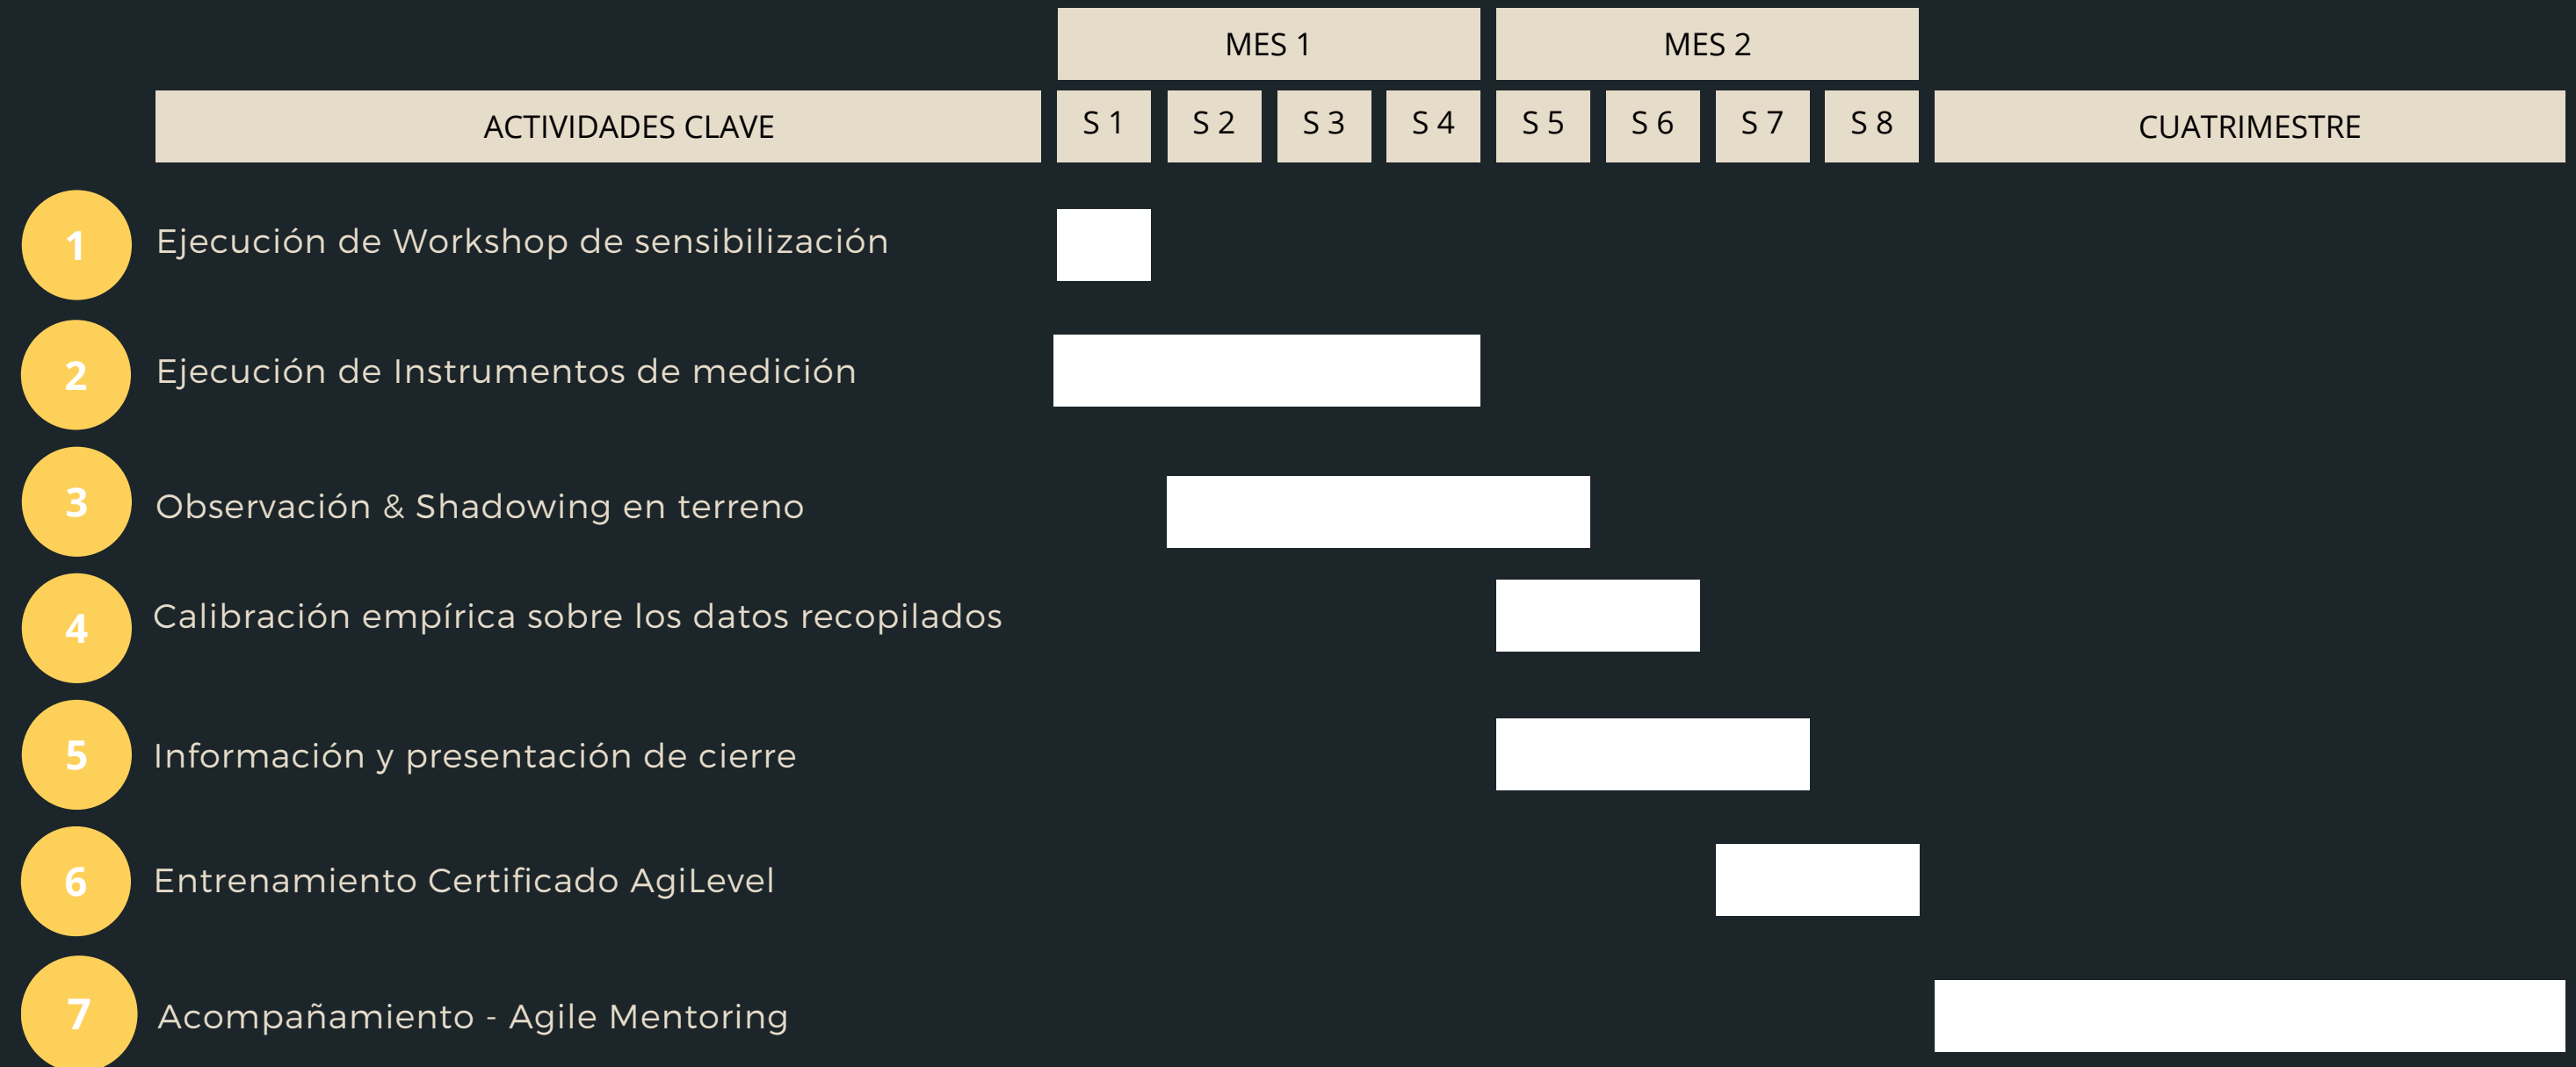 MES 1
MES 2
ACTIVIDADES CLAVE
S 1
S 2
S 3
S 4
S 5
S 6
S 7
S 8
CUATRIMESTRE
1
Ejecución de Workshop de sensibilización
2
Ejecución de Instrumentos de medición
3
Observación & Shadowing en terreno
4
Calibración empírica sobre los datos recopilados
5
Información y presentación de cierre
6
Entrenamiento Certificado AgiLevel
7
Acompañamiento - Agile Mentoring